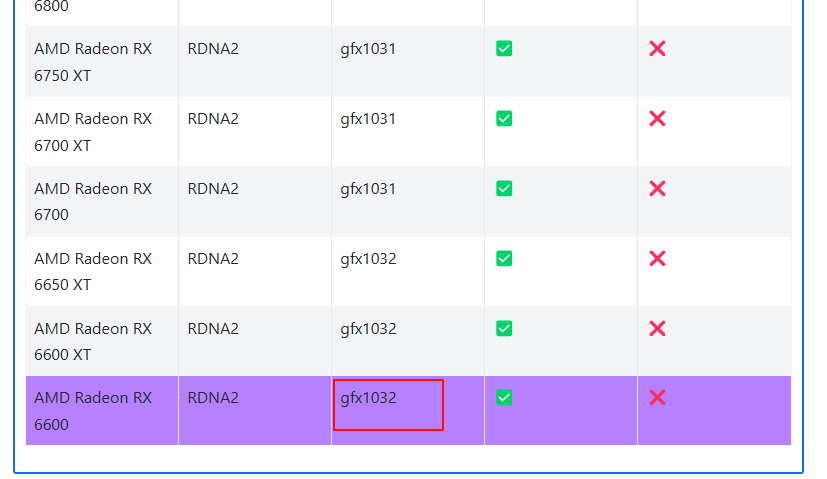 6800
AMD Radeon RX RDNA2 gfx1031
6750 XT
AMD Radeon RX RDNA2 gfx1031
6700 XT
AMD Radeon RX RDNA2 gfx1031
6700
AMD Radeon RX RDNA2 gfx1032
6650 XT
AMD Radeon RX RDNA2 gfx1032
6600 XT
AMD Radeon RX RDNA2 gfx1032
6600